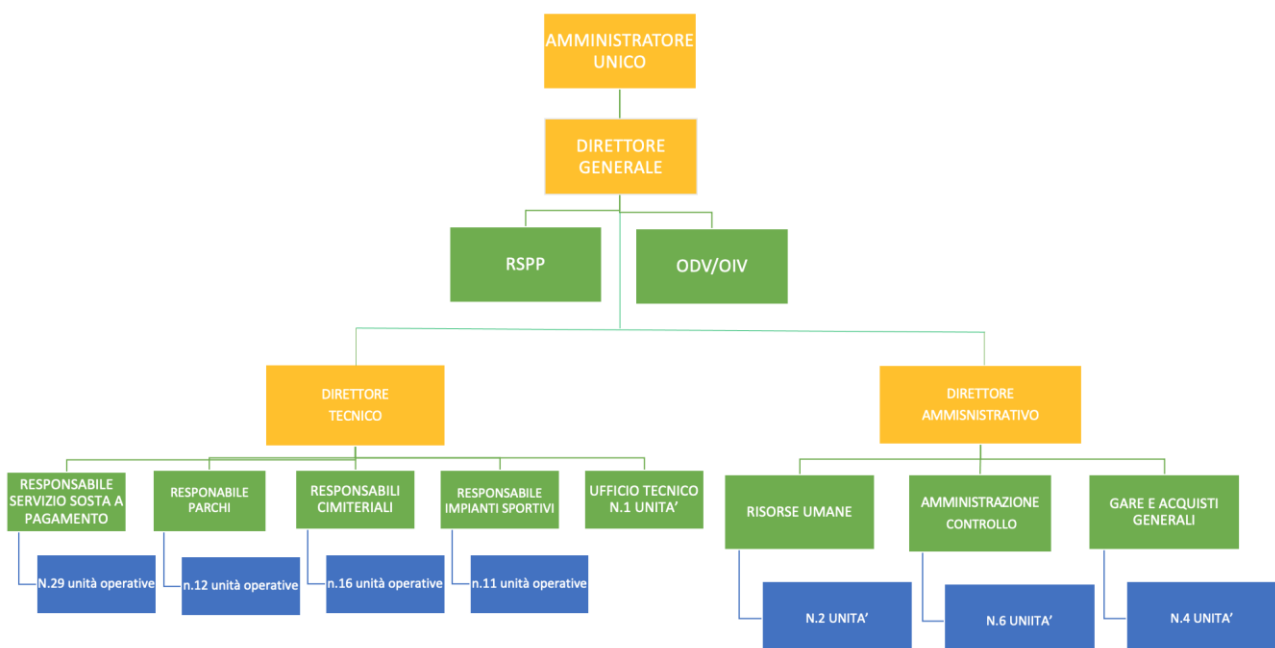 AMMINISTRATORE
UNICO
DIRETTORE
GENERALE
RSPP
ODV/OIV
DIRETTORE
TECNICO
DIRETTORE
AMMISNISTRATIVO
RESPONSABILE
SERVIZIO SOSTA A
PAGAMENTO
RESPONABILE
PARCHI
RESPONSABILI
CIMITERIALI
RESPONSABILE
IMPIANTI SPORTIVI
UFFICIO TECNICO
N.1 UNITA’
RISORSE UMANE
AMMINISTRAZIONE
CONTROLLO
GARE E ACQUISTI
GENERALI
N.29 unità operative
n.12 unità operative
n.16 unità operative
n.11 unità operative
N.2 UNITA’
N.6 UNIITA’
N.4 UNITA’